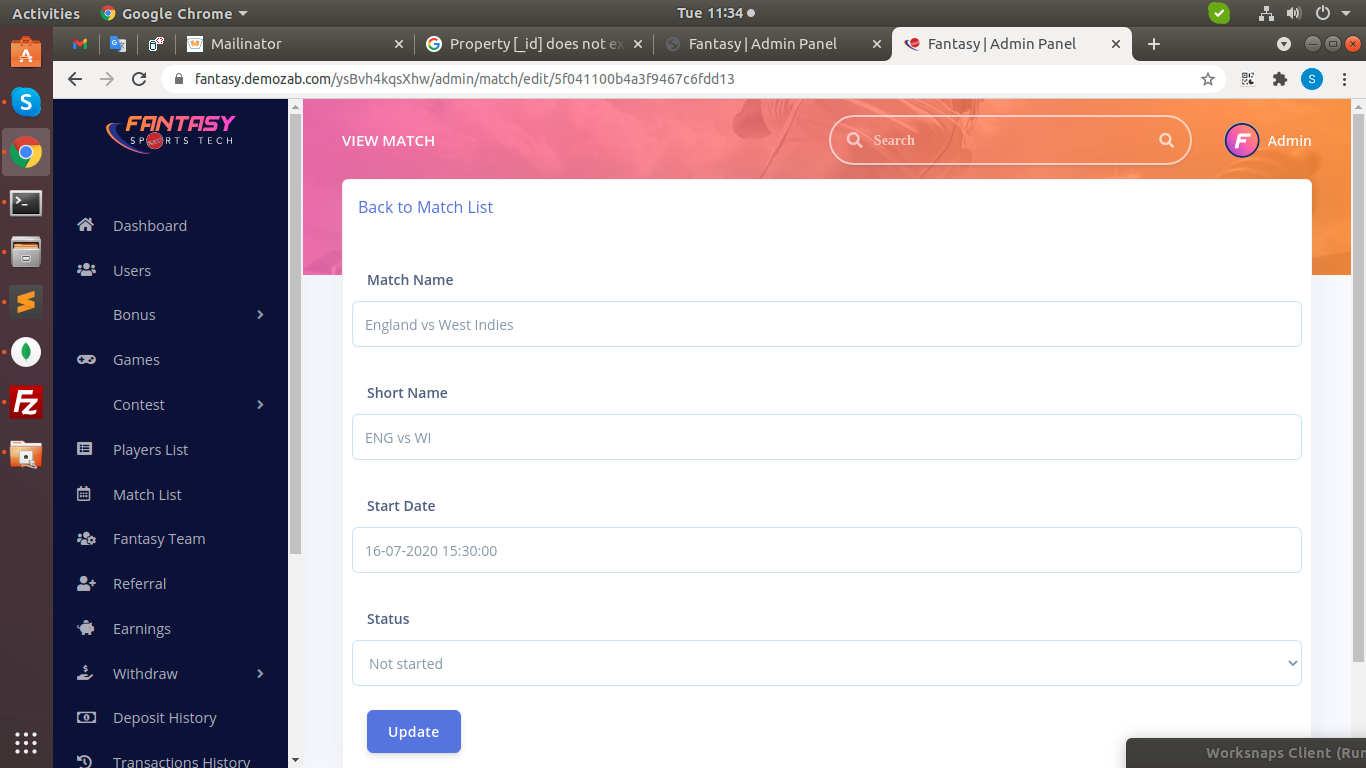 Activities
Google Chrome
Tue 11:34
Mailinator
Property [_id] does not ex
Fantasy | Admin Panel
Fantasy | Admin Panel
fantasy.demozab.com/ysBvh4kqsXhw/admin/match/edit/5f041100b4a3f9467c6fdd13
S
FANTASY
SPORTS TECH
VIEW MATCH
Search
F
Admin
Dashboard
Users
Bonus
Games
Contest
Players List
Match List
Fantasy Team
Referral
Earnings
Withdraw
Deposit History
Transactions History
Back to Match List
Match Name
England vs West Indies
Short Name
ENG vs WI
Start Date
16-07-2020 15:30:00
Status
Not started
Update
Worksnaps Client (Run